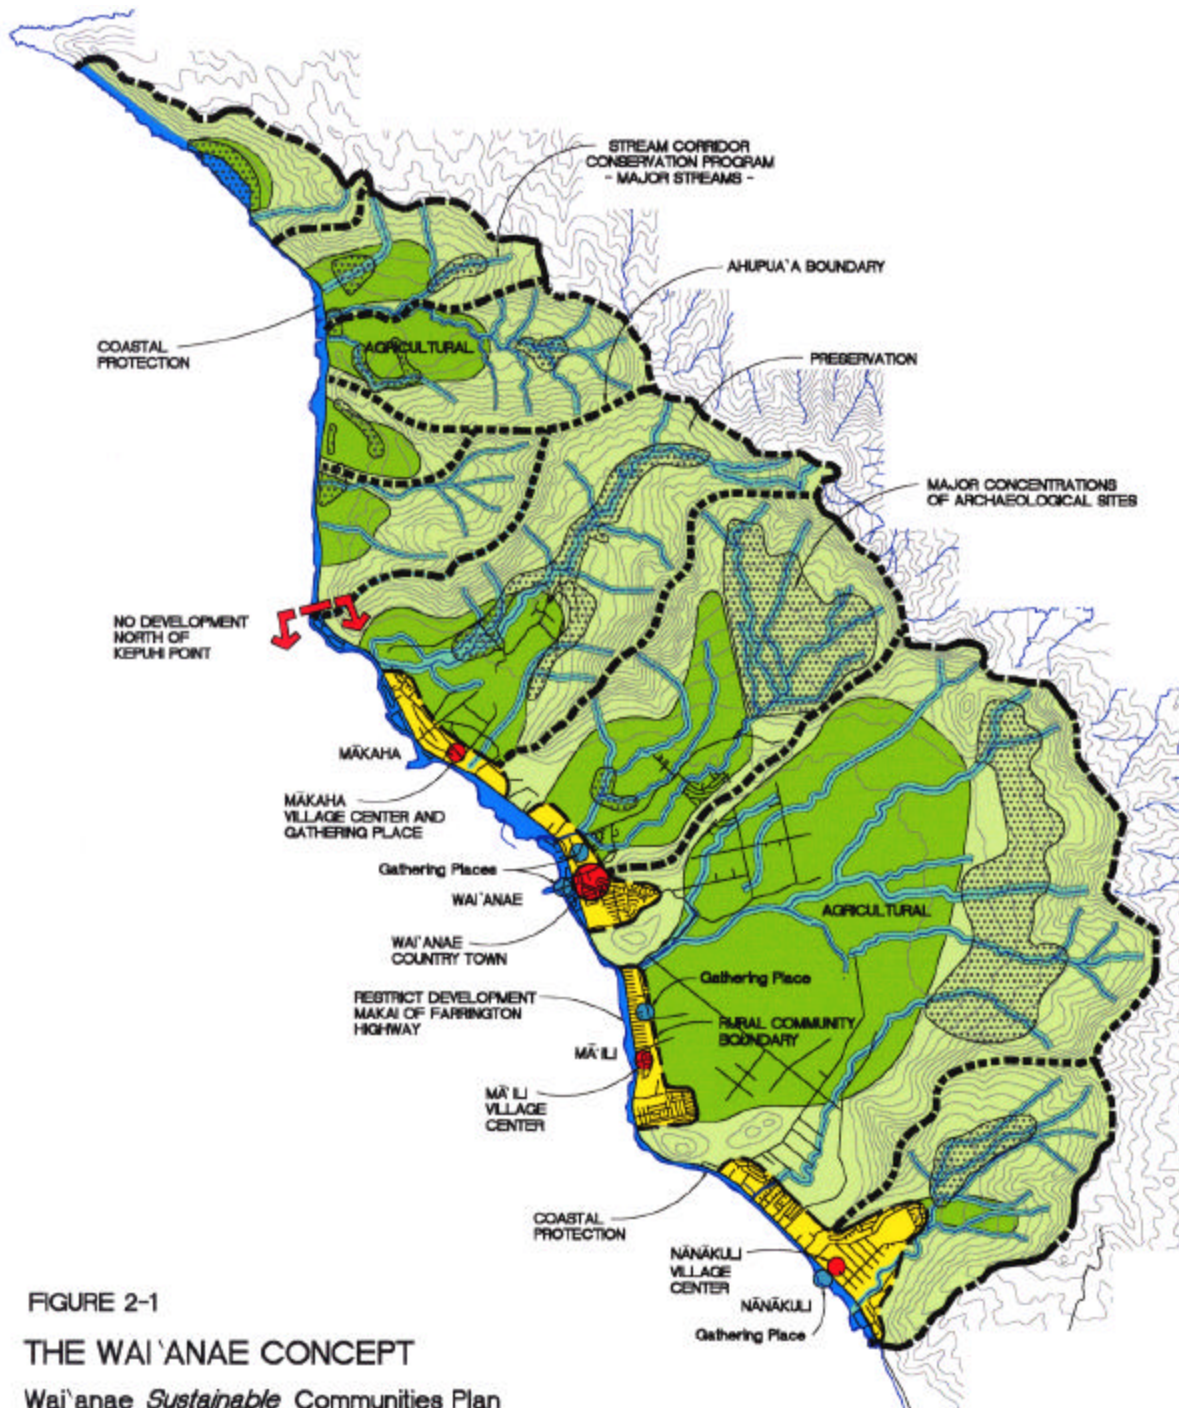 STREAM CORRIDOR
CONSERVATION PROGRAM
- MAJOR STREAMS -
AHUPUA`A BOUNDARY
COASTAL
PROTECTION
AGRICULTURAL
PRESERVATION
MAJOR CONCENTRATIONS
OF ARCHAEOLOGICAL SITES
NO DEVELOPMENT
NORTH OF
KEPUHI POINT
MĀKAHA
MĀKAHA
VILLAGE CENTER AND
GATHERING PLACE
Gathering Places
WAI`ANAE
AGRICULTURAL
WAI`ANAE
COUNTRY TOWN
Gathering Place
RESTRICT DEVELOPMENT
MAKAI OF FARRINGTON
HIGHWAY
RURAL COMMUNITY
BOUNDARY
MĀ`ILI
MĀ`ILI
VILLAGE
CENTER
COASTAL
PROTECTION
NĀNĀKULI
VILLAGE
CENTER
NĀNĀKULI
Gathering Place
FIGURE 2-1
THE WAI`ANAE CONCEPT
Wai`anae Sustainable Communities Plan